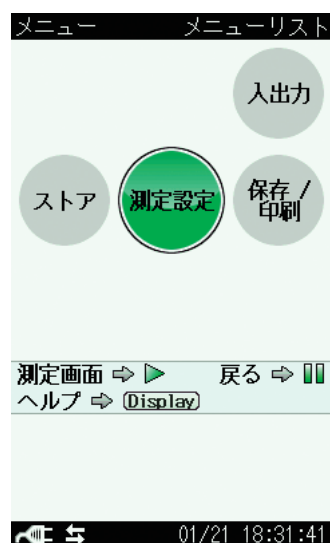 メニュー メニューリスト
入出力
ストア
測定設定
保存 /
印刷
測定画面 ⇨ ▷ 戻る ⇨ ▯▯
ヘルプ ⇨ Display
01/21 18:31:41